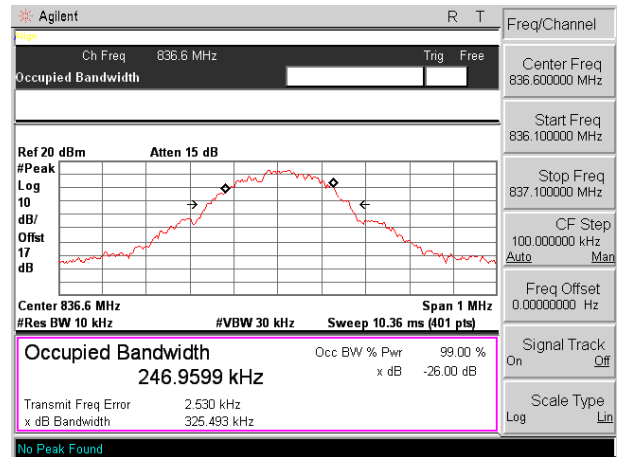 Agilent R T
Align
Ch Freq 836.6 MHz Trig Free
Occupied Bandwidth
Ref 20 dBm Atten 15 dB
#Peak
Log
10
dB/
Offst
17
dB
Center 836.6 MHz Span 1 MHz
#Res BW 10 kHz #VBW 30 kHz Sweep 10.36 ms (401 pts)
Occupied Bandwidth Occ BW % Pwr 99.00 %
246.9599 kHz x dB -26.00 dB
Transmit Freq Error 2.530 kHz
x dB Bandwidth 325.493 kHz
No Peak Found
Freq/Channel
Center Freq
836.600000 MHz
Start Freq
836.100000 MHz
Stop Freq
837.100000 MHz
CF Step
100.000000 kHz
Auto Man
Freq Offset
0.00000000 Hz
Signal Track
On Off
Scale Type
Log Lin